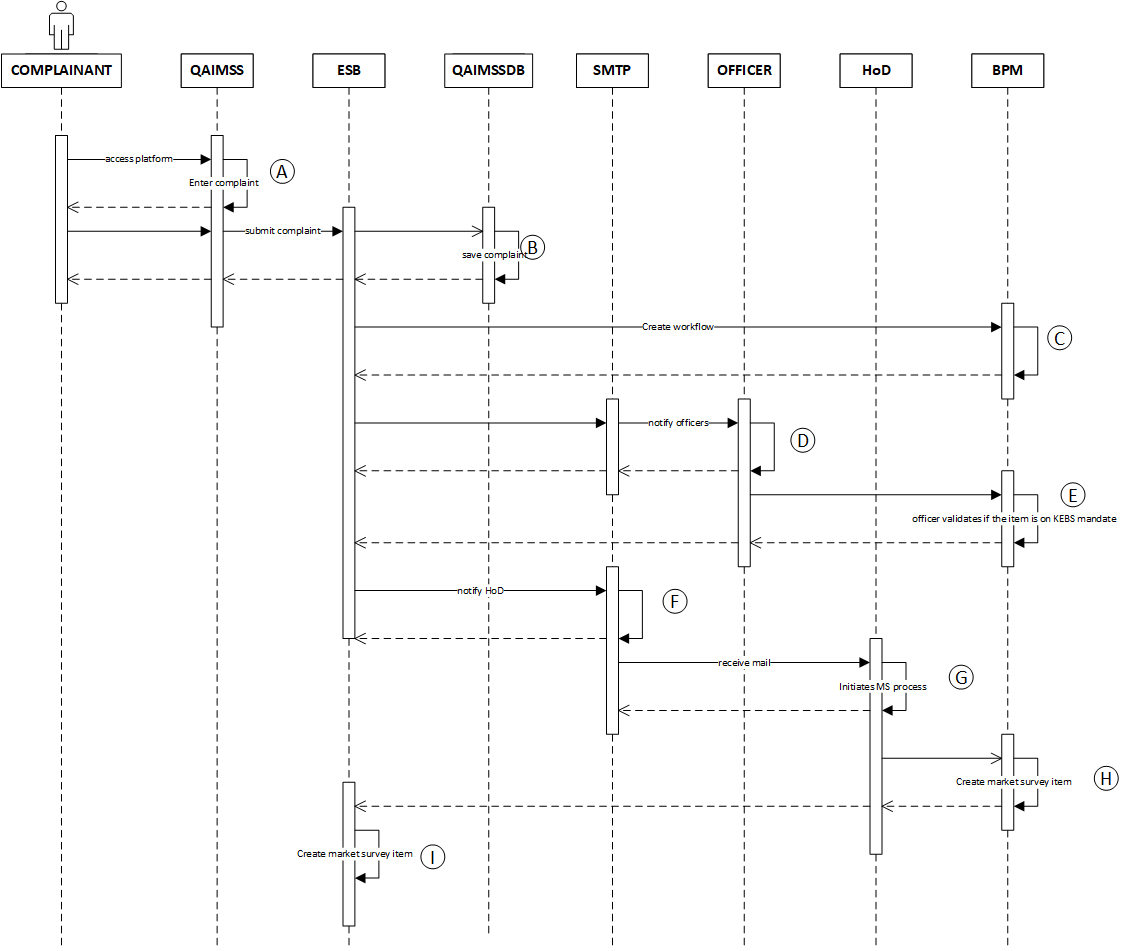 COMPLAINANT
QAIMSS
ESB
QAIMSSDB
SMTP
OFFICER
HoD
BPM
access platform
A
Enter complaint
submit complaint
B
save complaint
Create workflow
C
notify officers
D
E
officer validates if the item is on KEBS mandate
notify HoD
F
receive mail
G
Initiates MS process
Create market survey item
H
Create market survey item
I